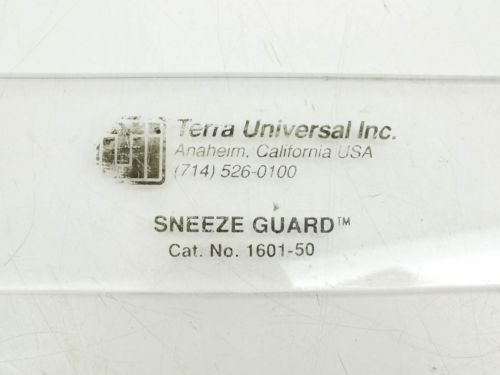 Terra Universal Inc.
Anaheim, California USA
(714) 526-0100
SNEEZE GUARD™
Cat. No. 1601-50